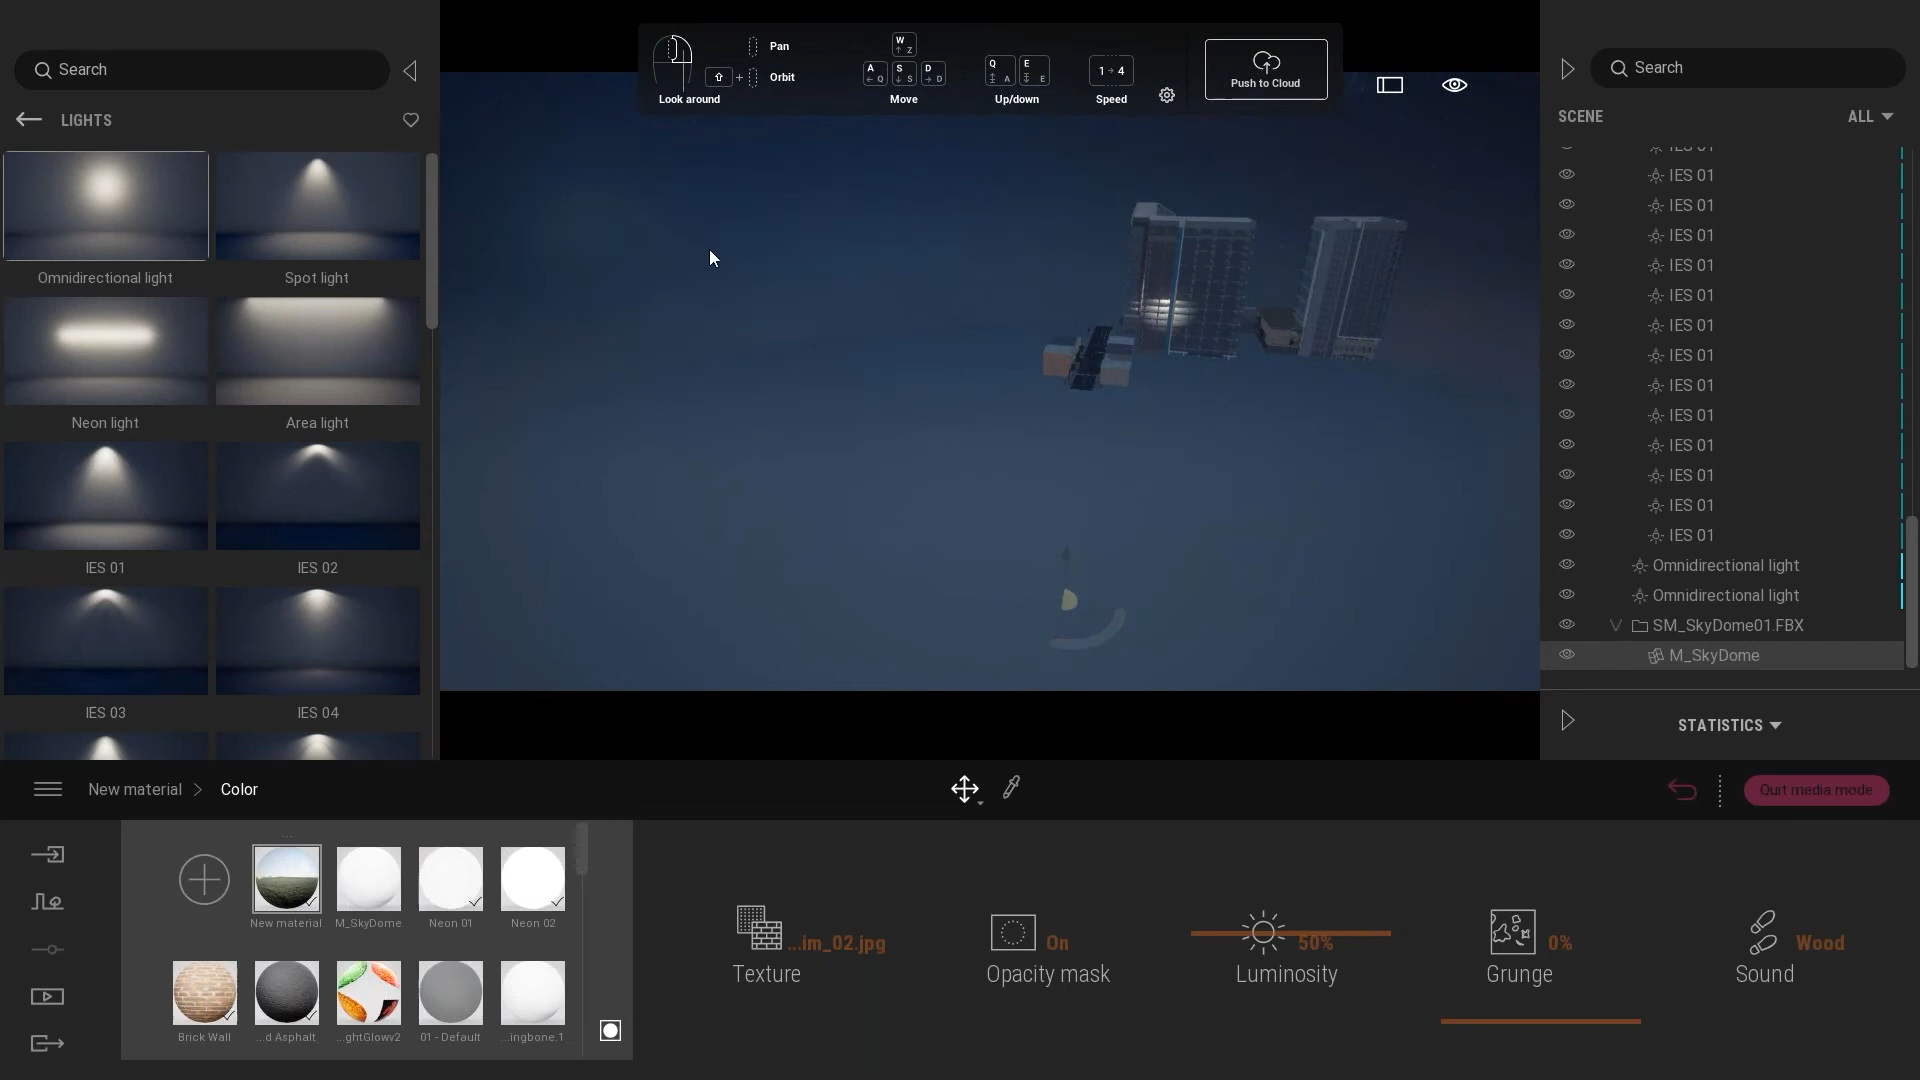 Search
LIGHTS
Omnidirectional light
Spot light
Neon light
Area light
IES 01
IES 02
IES 03
IES 04
Look around
Pan
Orbit
W
Z
A
Q
S
S
D
D
Move
Q
A
E
E
Up/down
1 → 4
Speed
Push to Cloud
Search
SCENE
ALL
IES 01
IES 01
IES 01
IES 01
IES 01
IES 01
IES 01
IES 01
IES 01
IES 01
IES 01
IES 01
IES 01
IES 01
Omnidirectional light
Omnidirectional light
SM_SkyDome01.FBX
M_SkyDome
STATISTICS
New material
Color
Quit media mode
...
New material
M_SkyDome
Neon 01
Neon 02
Brick Wall
...d Asphalt
...ghtGlowv2
01 - Default
...ingbone.1
...im_02.jpg
Texture
On
Opacity mask
50%
Luminosity
0%
Grunge
Wood
Sound